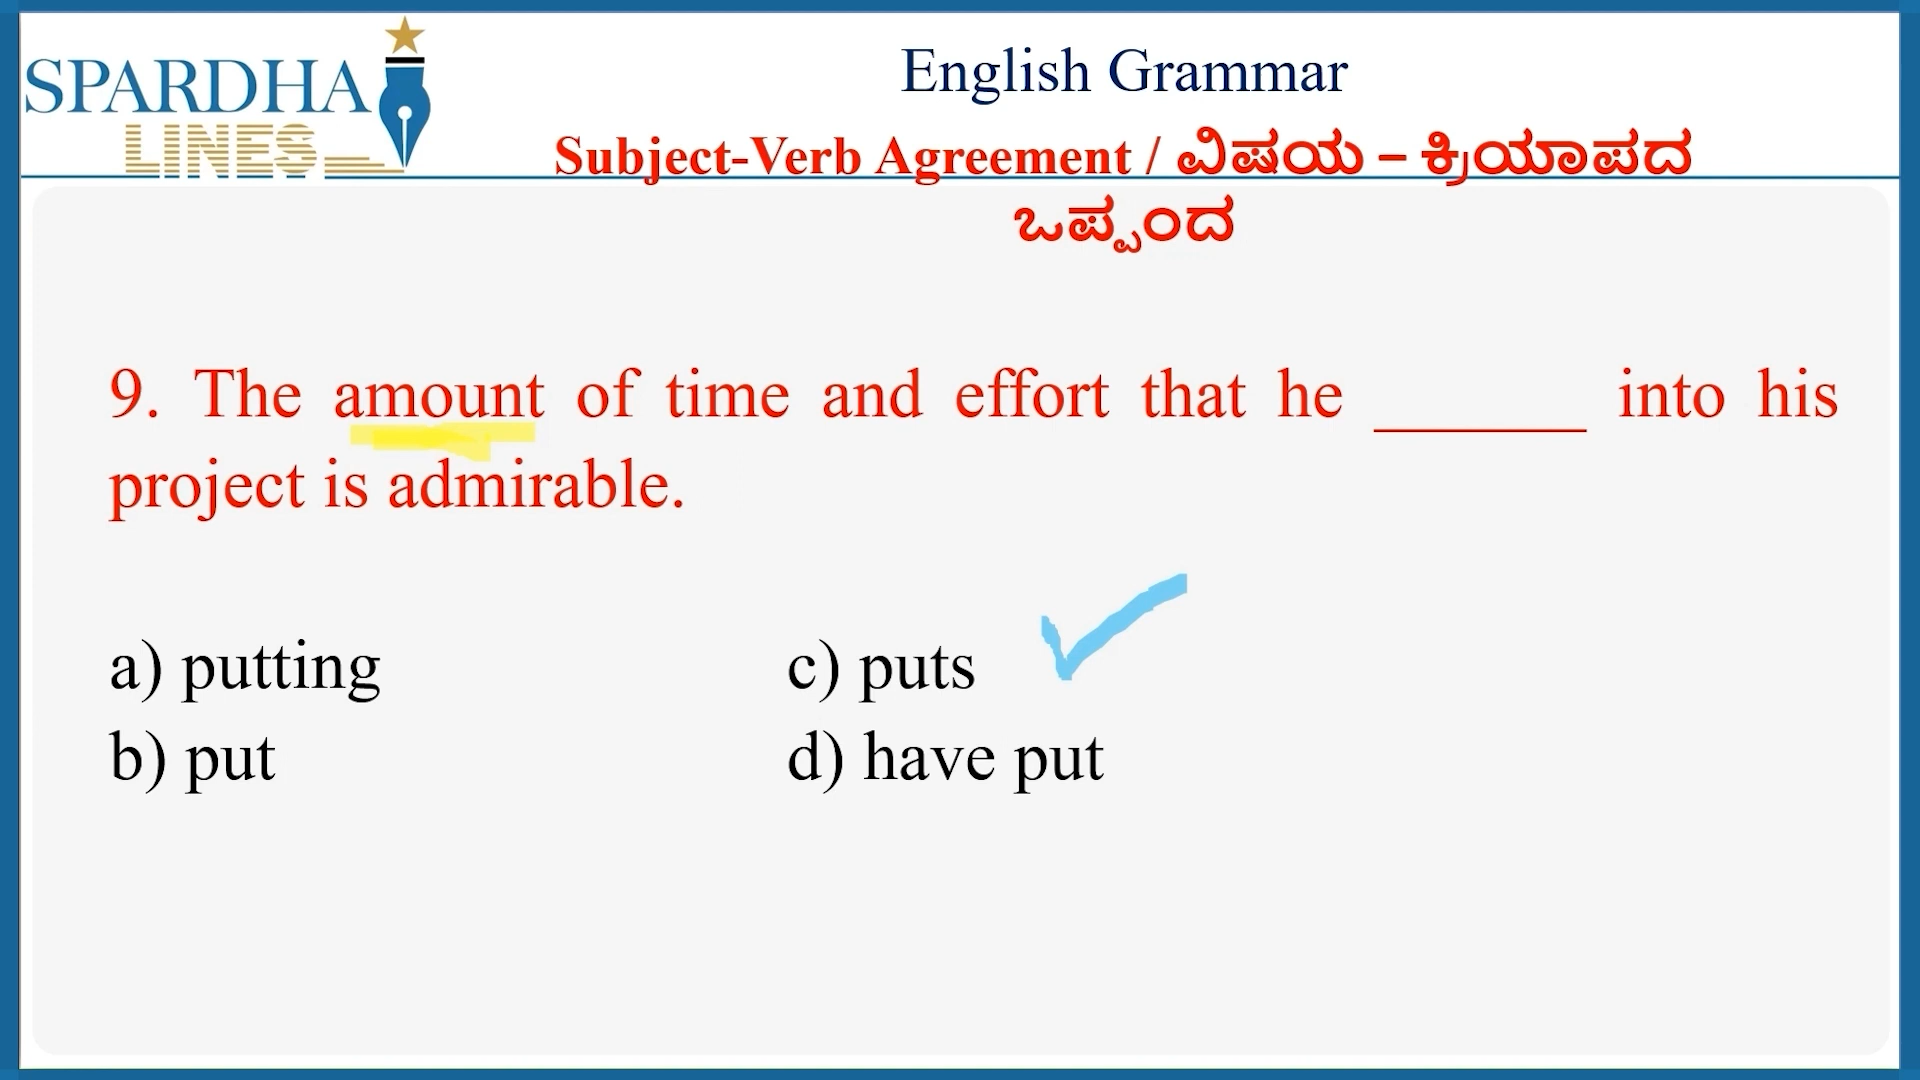 SPARDHA
LINES
English Grammar
Subject-Verb Agreement / ವಿಷಯ – ಕ್ರಿಯಾಪದ
ಒಪ್ಪಂದ
9. The amount of time and effort that he ______ into his
project is admirable.
a) putting
c) puts
b) put
d) have put